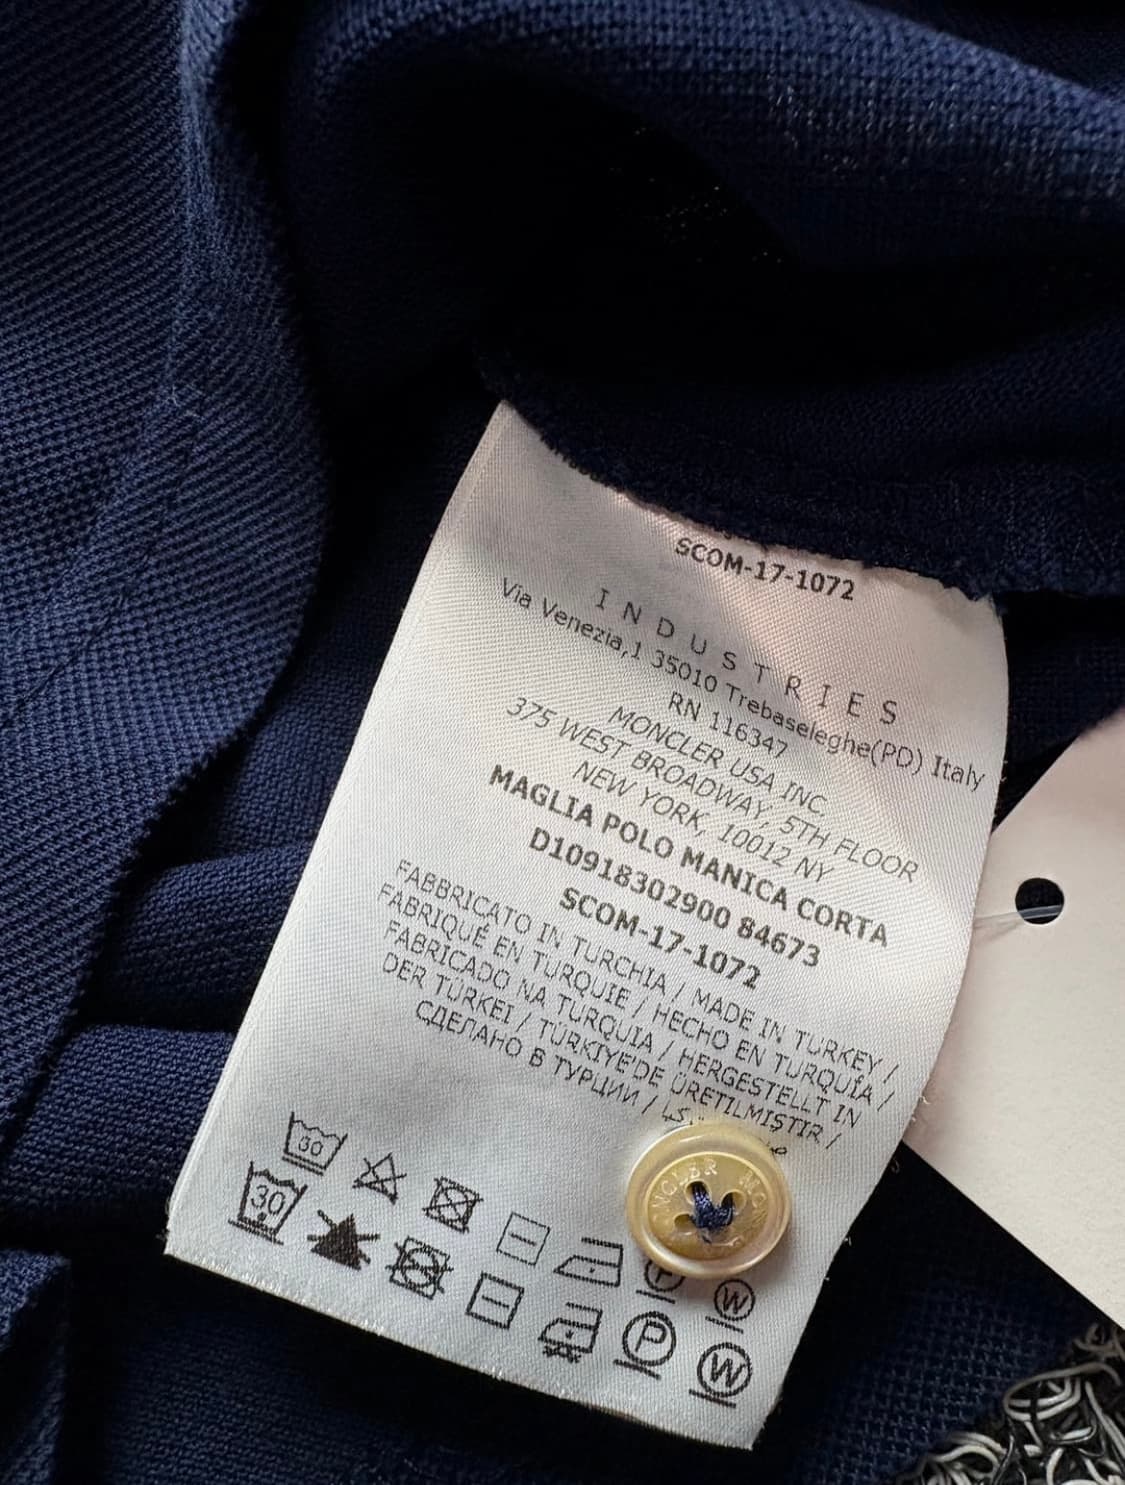 SCOM-17-1072
INDUSTRIES
Via Venezia,1 35010 Trebaseleghe(PD) Italy
RN 116347
MONCLER USA INC.
375 WEST BROADWAY, 5TH FLOOR
NEW YORK, 10012 NY
MAGLIA POLO MANICA CORTA
D10918302900 84673
SCOM-17-1072
FABBRICATO IN TURCHIA / MADE IN TURKEY /
FABRIQUÉ EN TURQUIE / HECHO EN TURQUÍA /
FABRICADO NA TURQUIA / HERGESTELLT IN
DER TÜRKEI / TÜRKIYE'DE ÜRETILMIŞTIR /
СДЕЛАНО В ТУРЦИИ /
30
P
W
30
P
W